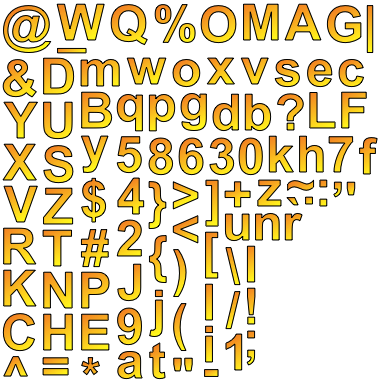 @WQ%OMAG|
_
&Dmwoxvsec
YUBqpgdb?LF
XSy58630kh7f
VZ$4}>]+z~:;,"
RT#2{<[unr
KNPJ)\l
CHE9j(!/!
^=*at"i-1,